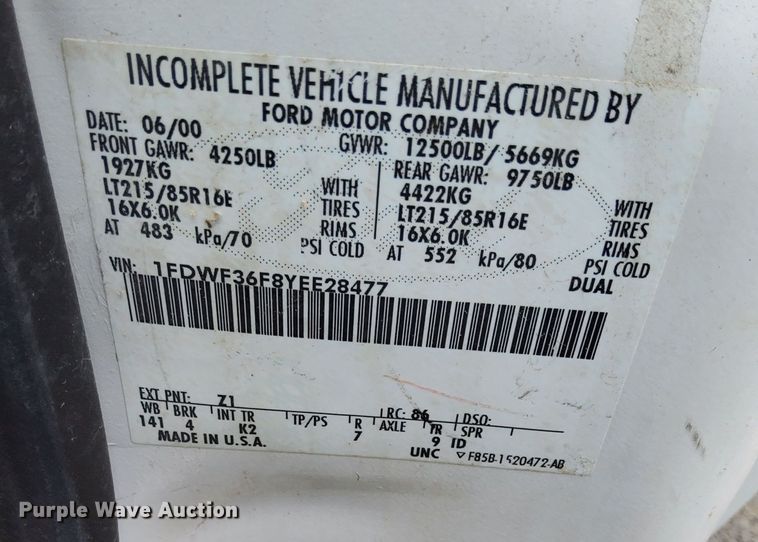 INCOMPLETE VEHICLE MANUFACTURED BY
FORD MOTOR COMPANY
DATE: 06/00 GVWR: 12500LB/ 5669KG
FRONT GAWR: 4250LB REAR GAWR: 9750LB
1927KG WITH 4422KG WITH
LT215/85R16E TIRES LT215/85R16E TIRES
16X6.0K RIMS 16X6.0K RIMS
AT 483 kPa/70 PSI COLD AT 552 kPa/80 PSI COLD
DUAL
VIN: 1FDWF36F8YEE28477
EXT PNT: Z1 RC: 86 DSO:
WB BRK INT TR TP/PS R AXLE TR SPR
141 4 K2 7 9 ID
MADE IN U.S.A. UNC ▽ F85B-1520472-AB
Purple Wave Auction